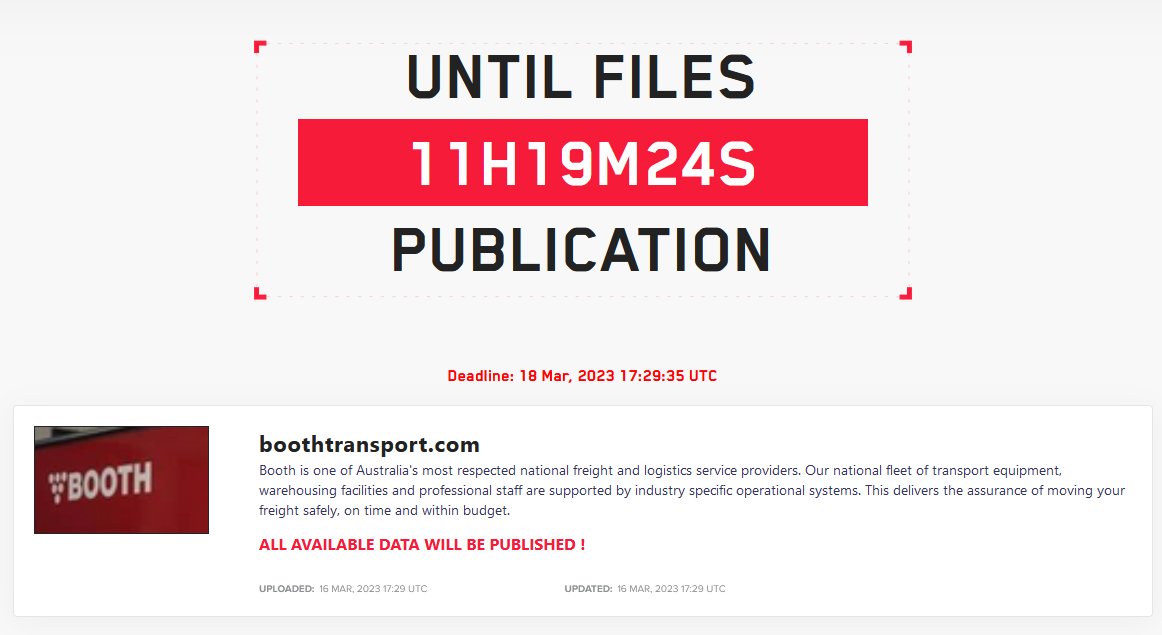 UNTIL FILES
11H19M24S
PUBLICATION
Deadline: 18 Mar, 2023 17:29:35 UTC
BOOTH
boothtransport.com
Booth is one of Australia's most respected national freight and logistics service providers. Our national fleet of transport equipment,
warehousing facilities and professional staff are supported by industry specific operational systems. This delivers the assurance of moving your
freight safely, on time and within budget.
ALL AVAILABLE DATA WILL BE PUBLISHED !
UPLOADED: 16 MAR, 2023 17:29 UTC
UPDATED: 16 MAR, 2023 17:29 UTC